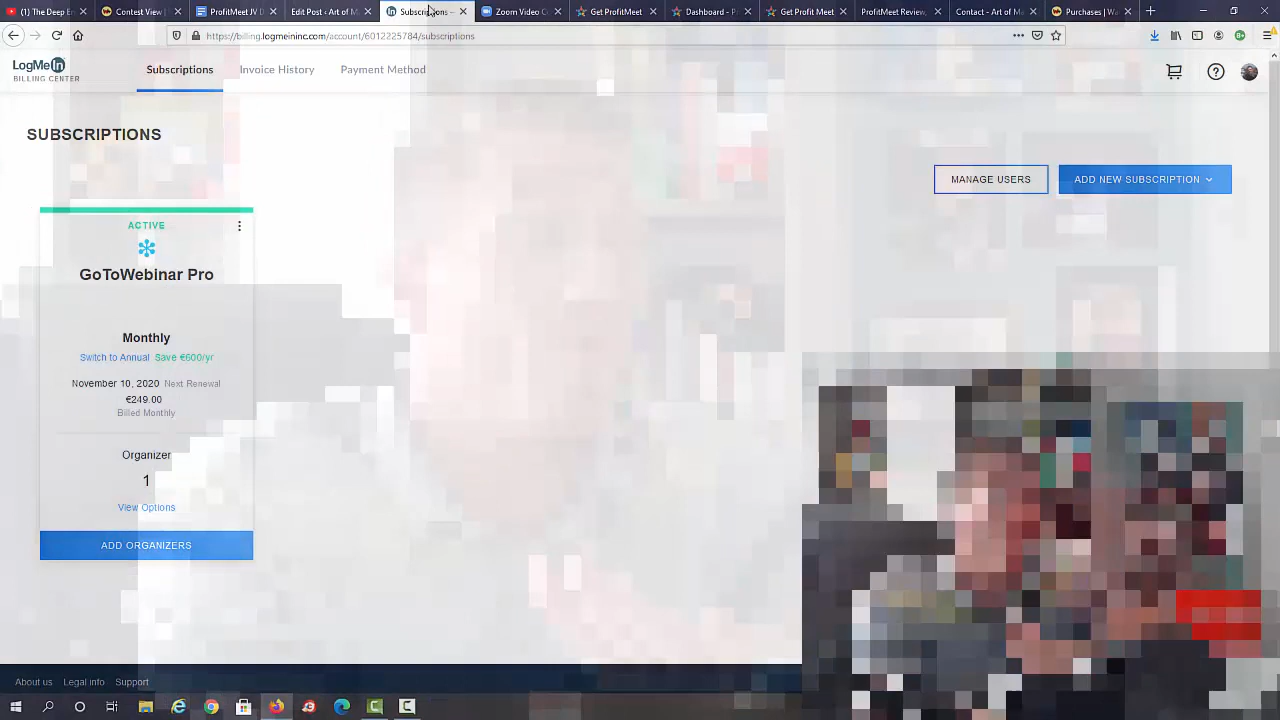 (1) The Deep En
Contest View |
ProfitMeet JV D
Edit Post ‹ Art of M
Subscriptions –
Zoom Video C
Get ProfitMeet
Dashboard - P
Get Profit Meet
ProfitMeet Review,
Contact - Art of Ma
Purchases | Wa
https://billing.logmeininc.com/account/6012225784/subscriptions
LogMeIn
BILLING CENTER
Subscriptions
Invoice History
Payment Method
SUBSCRIPTIONS
MANAGE USERS
ADD NEW SUBSCRIPTION
ACTIVE
GoToWebinar Pro
Monthly
Switch to Annual Save €600/yr
November 10, 2020 Next Renewal
€249.00
Billed Monthly
Organizer
1
View Options
ADD ORGANIZERS
About us
Legal info
Support